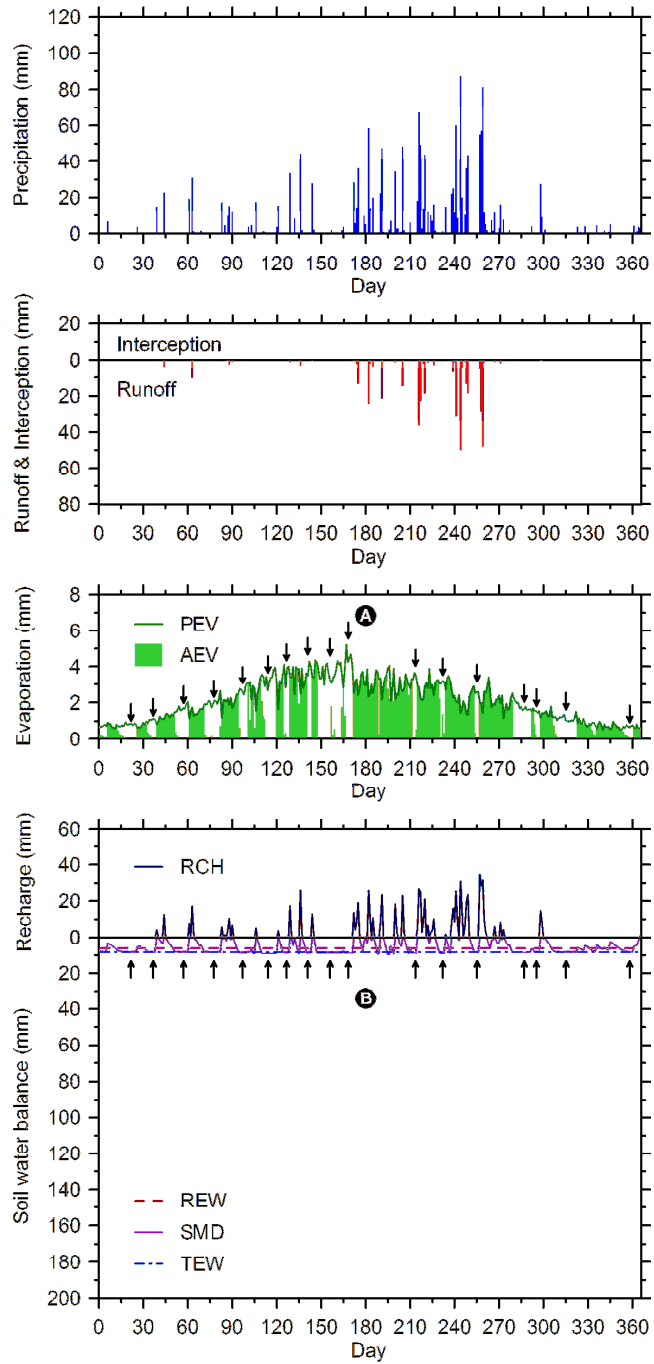 120
100
80
60
40
20
0
Precipitation (mm)
0 30 60 90 120 150 180 210 240 270 300 330 360
Day
20
0
20
40
60
80
Interception
Runoff
Runoff & Interception (mm)
0 30 60 90 120 150 180 210 240 270 300 330 360
Day
8
6
4
2
0
PEV
AEV
A
Evaporation (mm)
0 30 60 90 120 150 180 210 240 270 300 330 360
Day
60
40
20
0
20
40
60
80
100
120
140
160
180
200
Recharge (mm)
Soil water balance (mm)
RCH
B
REW
SMD
TEW
0 30 60 90 120 150 180 210 240 270 300 330 360
Day